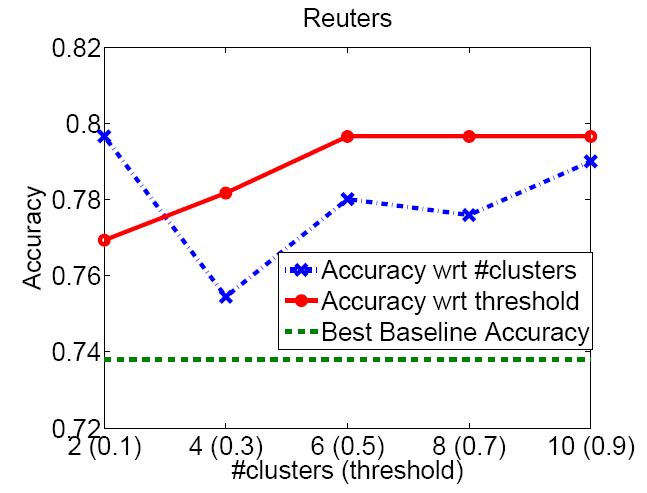 Reuters
0.82
0.8
0.78
0.76
0.74
0.72
Accuracy
Accuracy wrt #clusters
Accuracy wrt threshold
Best Baseline Accuracy
2 (0.1) 4 (0.3) 6 (0.5) 8 (0.7) 10 (0.9)
#clusters (threshold)